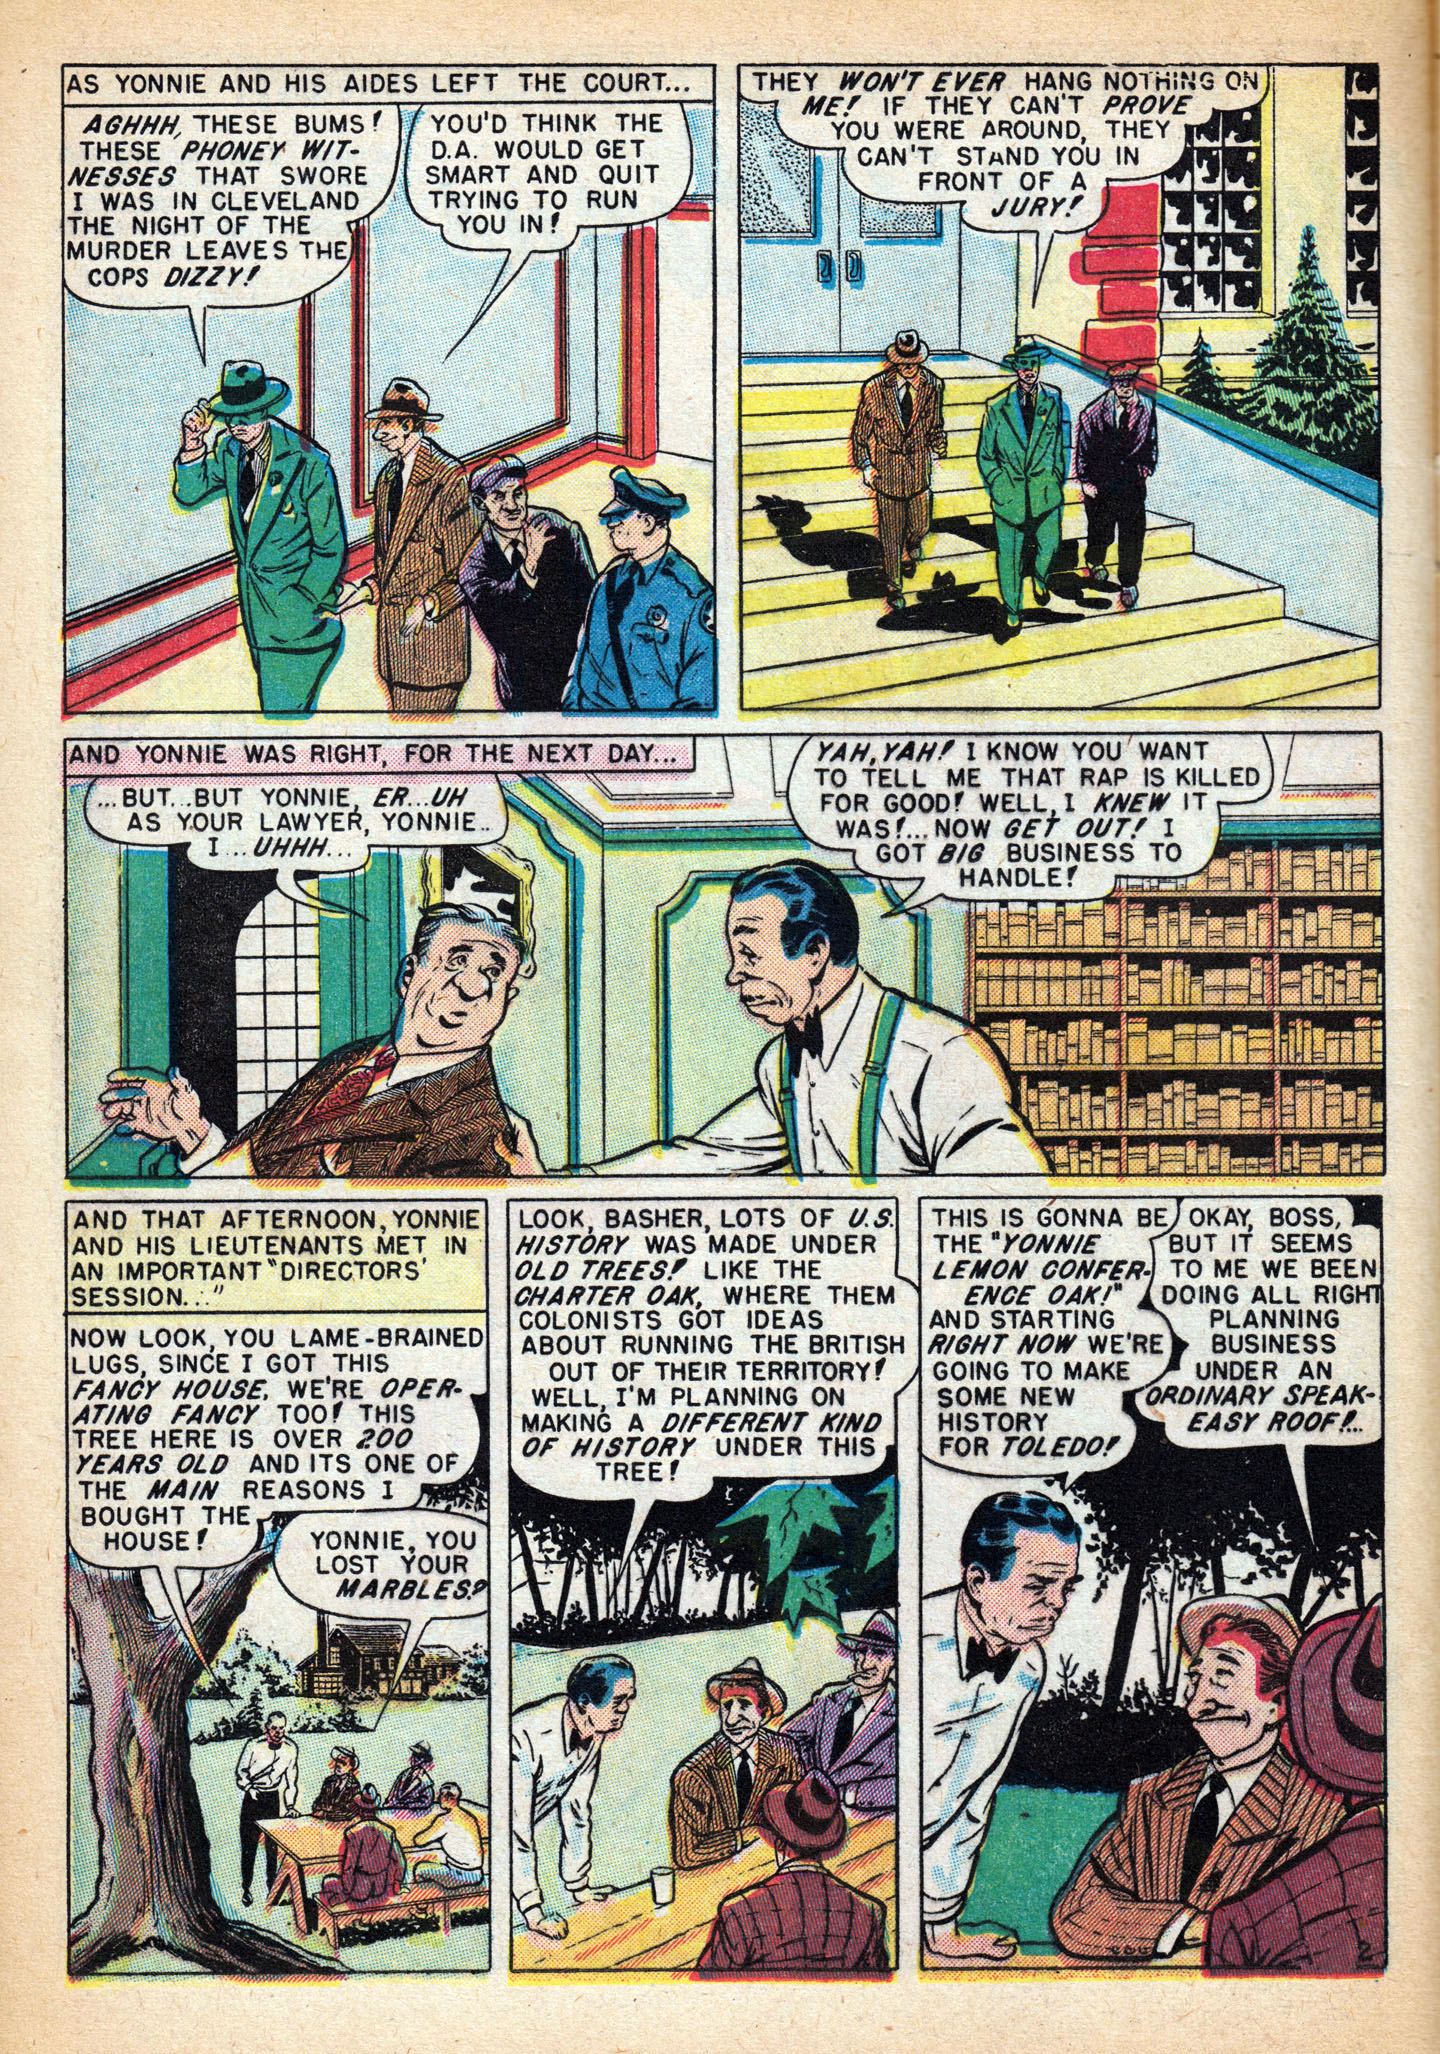 AS YONNIE AND HIS AIDES LEFT THE COURT...
AGHHH, THESE BUMS!
THESE PHONEY WIT-
NESSES THAT SWORE
I WAS IN CLEVELAND
THE NIGHT OF THE
MURDER LEAVES THE
COPS DIZZY!
YOU'D THINK THE
D.A. WOULD GET
SMART AND QUIT
TRYING TO RUN
YOU IN!
THEY WON'T EVER HANG NOTHING ON
ME! IF THEY CAN'T PROVE
YOU WERE AROUND, THEY
CAN'T STAND YOU IN
FRONT OF A
JURY!
AND YONNIE WAS RIGHT, FOR THE NEXT DAY...
...BUT...BUT YONNIE, ER...UH
AS YOUR LAWYER, YONNIE..
I...UHHH...
YAH, YAH! I KNOW YOU WANT
TO TELL ME THAT RAP IS KILLED
FOR GOOD! WELL, I KNEW IT
WAS!...NOW GET OUT! I
GOT BIG BUSINESS TO
HANDLE!
AND THAT AFTERNOON, YONNIE
AND HIS LIEUTENANTS MET IN
AN IMPORTANT "DIRECTORS'
SESSION..."
NOW LOOK, YOU LAME-BRAINED
LUGS, SINCE I GOT THIS
FANCY HOUSE, WE'RE OPER-
ATING FANCY TOO! THIS
TREE HERE IS OVER 200
YEARS OLD AND ITS ONE OF
THE MAIN REASONS I
BOUGHT THE
HOUSE!
YONNIE, YOU
LOST YOUR
MARBLES?
LOOK, BASHER, LOTS OF U.S.
HISTORY WAS MADE UNDER
OLD TREES! LIKE THE
CHARTER OAK, WHERE THEM
COLONISTS GOT IDEAS
ABOUT RUNNING THE BRITISH
OUT OF THEIR TERRITORY!
WELL, I'M PLANNING ON
MAKING A DIFFERENT KIND
OF HISTORY UNDER THIS
TREE!
THIS IS GONNA BE
THE "YONNIE
LEMON CONFER-
ENCE OAK!"
AND STARTING
RIGHT NOW WE'RE
GOING TO MAKE
SOME NEW
HISTORY
FOR TOLEDO!
OKAY, BOSS,
BUT IT SEEMS
TO ME WE BEEN
DOING ALL RIGHT
PLANNING
BUSINESS
UNDER AN
ORDINARY SPEAK-
EASY ROOF!...
2